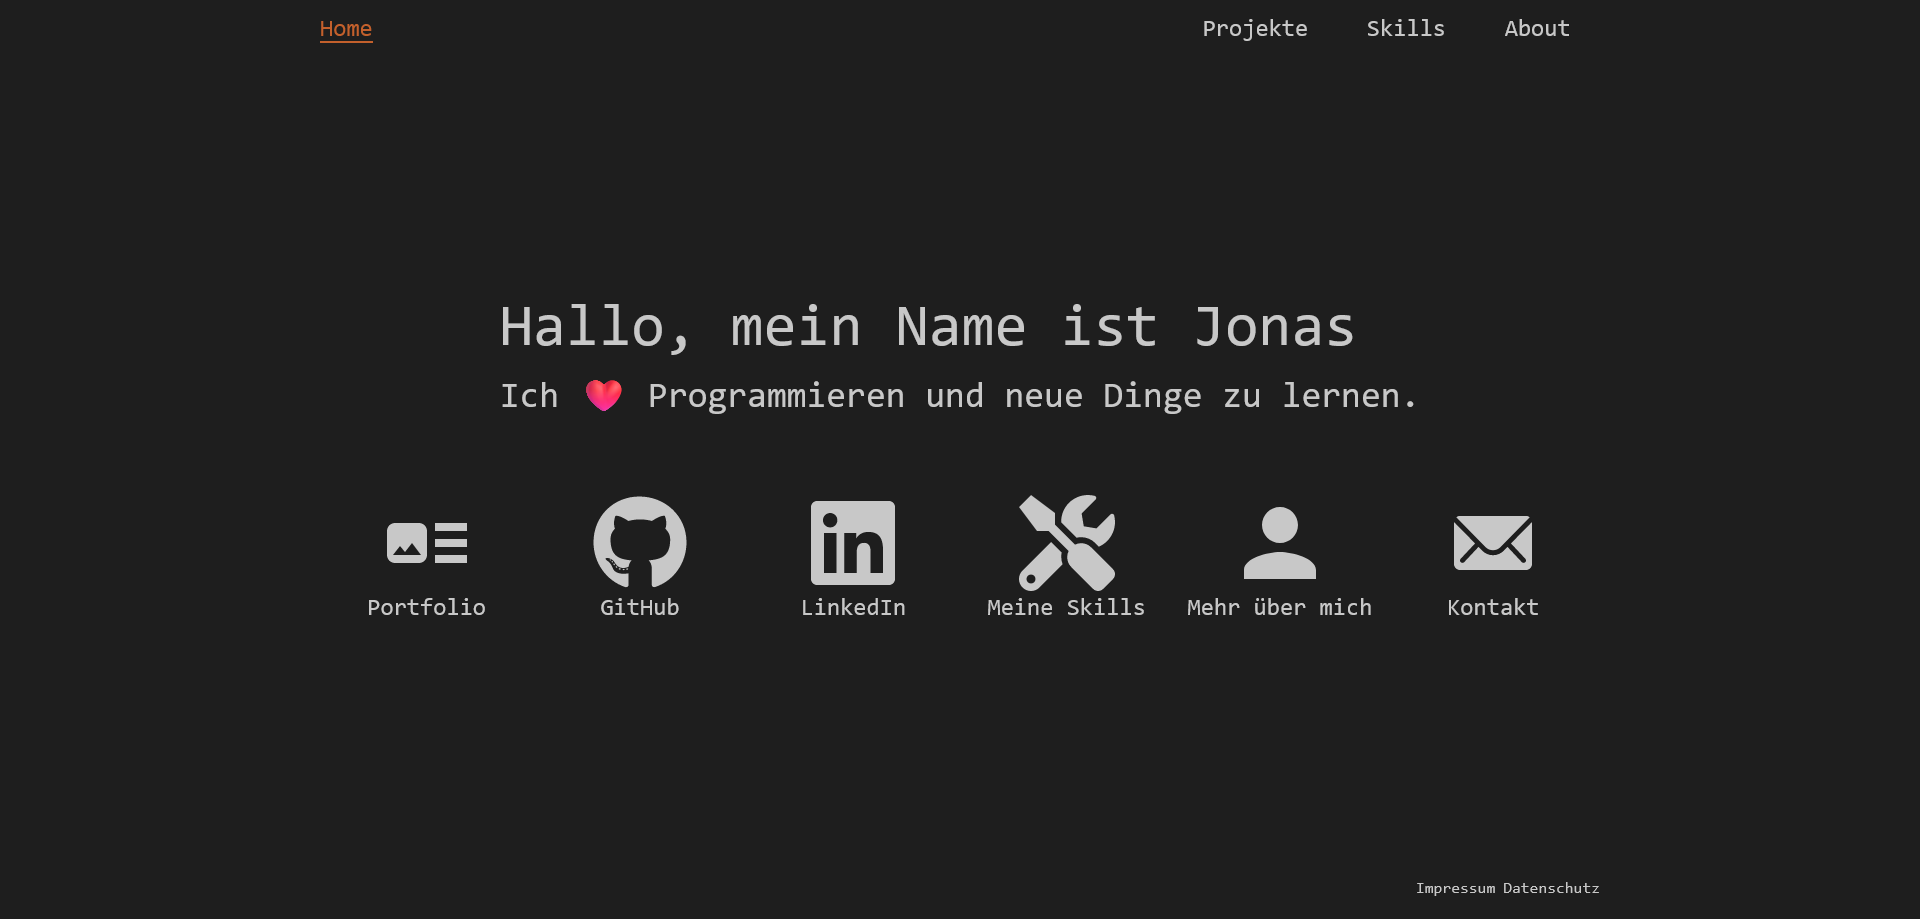 Home Projekte Skills About
Hallo, mein Name ist Jonas
Ich ❤️ Programmieren und neue Dinge zu lernen.
Portfolio GitHub LinkedIn Meine Skills Mehr über mich Kontakt
Impressum Datenschutz